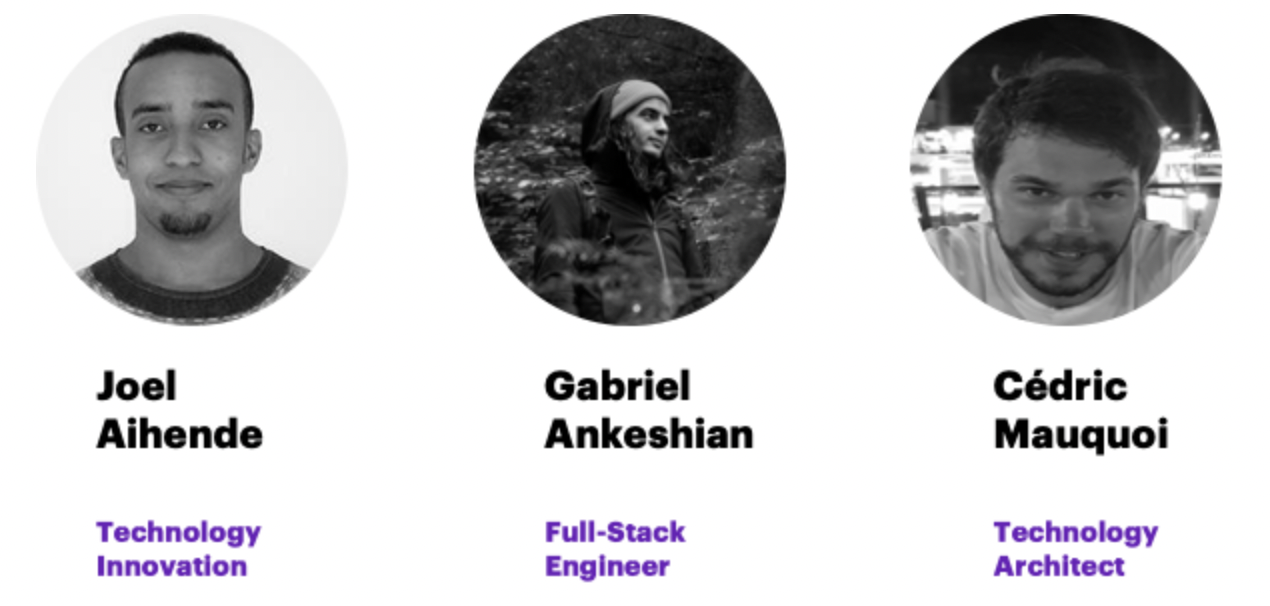 Joel
Aihende
Technology
Innovation
Gabriel
Ankeshian
Full-Stack
Engineer
Cédric
Mauquoi
Technology
Architect